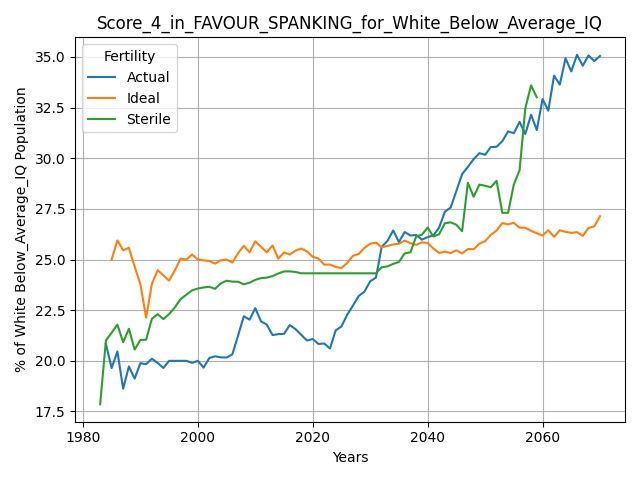 Score_4_in_FAVOUR_SPANKING_for_White_Below_Average_IQ
Fertility
Actual
Ideal
Sterile
% of White Below_Average_IQ Population
35.0
32.5
30.0
27.5
25.0
22.5
20.0
17.5
1980
2000
2020
2040
2060
Years